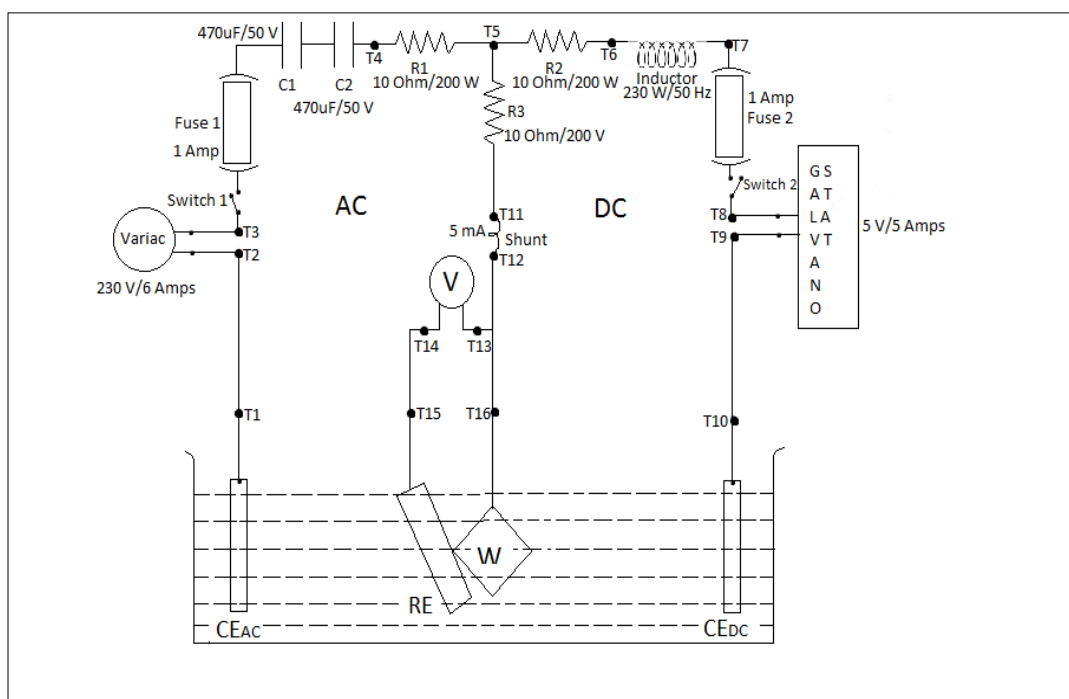 470uF/50 V
C1
C2
470uF/50 V
T4
R1
10 Ohm/200 W
T5
R2
10 Ohm/200 W
T6
Inductor
230 W/50 Hz
T7
Fuse 1
1 Amp
R3
10 Ohm/200 V
1 Amp
Fuse 2
Switch 1
AC
DC
Switch 2
G S
A T
L A
V T
A
N
O
5 V/5 Amps
Variac
T3
T2
230 V/6 Amps
T11
5 mA
Shunt
T12
T8
T9
V
T14
T13
T1
T15
T16
T10
W
RE
CEAC
CEDC